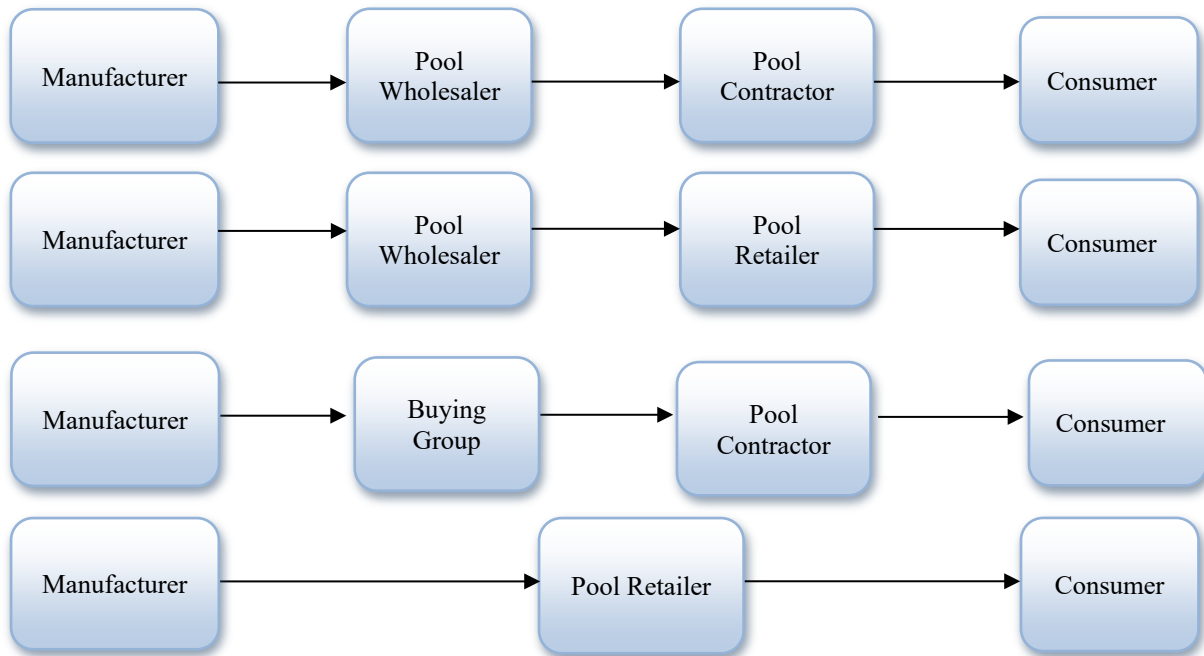 Manufacturer
Pool
Wholesaler
Pool
Contractor
Consumer
Manufacturer
Pool
Wholesaler
Pool
Retailer
Consumer
Manufacturer
Buying
Group
Pool
Contractor
Consumer
Manufacturer
Pool Retailer
Consumer